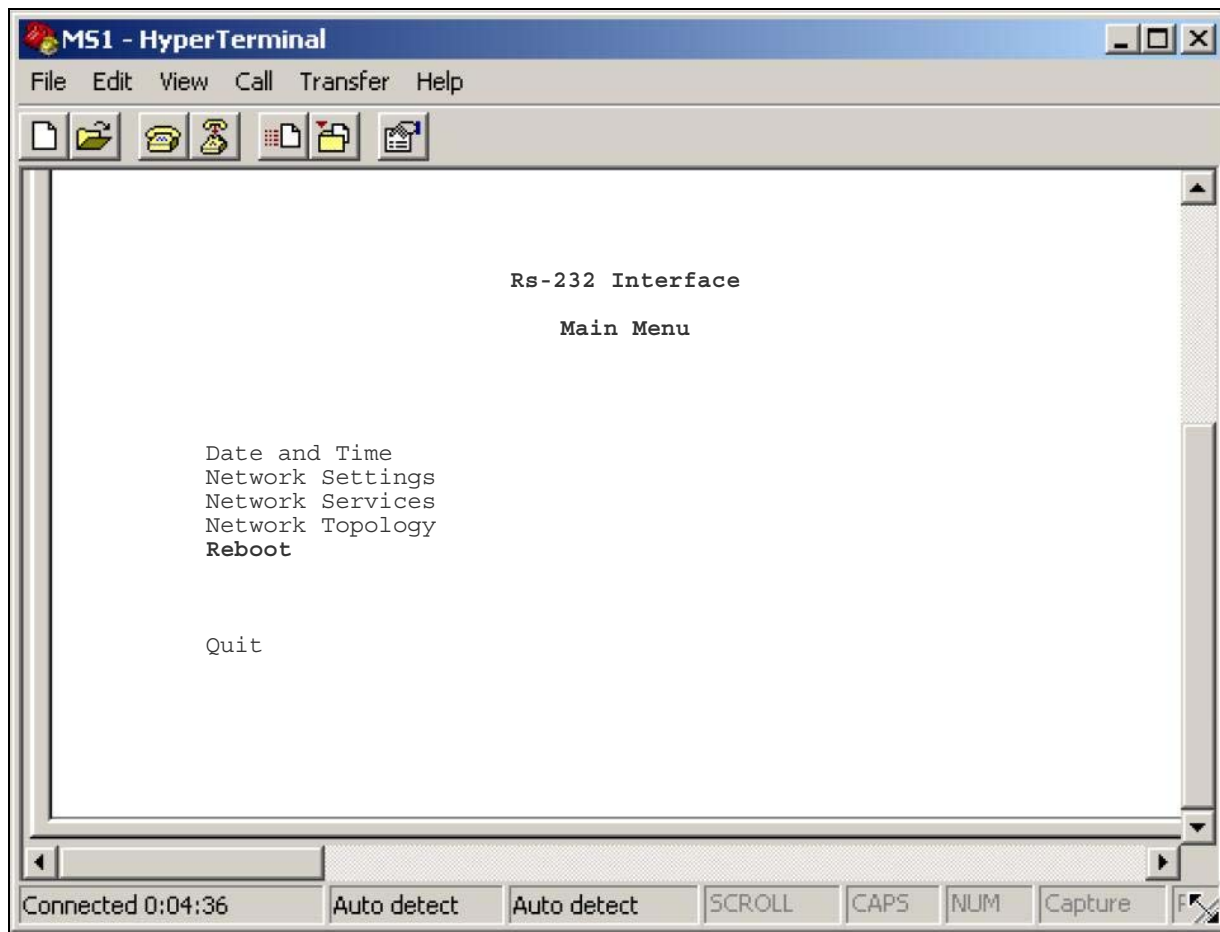 MS1 - HyperTerminal
File Edit View Call Transfer Help
Rs-232 Interface
Main Menu
Date and Time
Network Settings
Network Services
Network Topology
Reboot
Quit
Connected 0:04:36 Auto detect Auto detect SCROLL CAPS NUM Capture